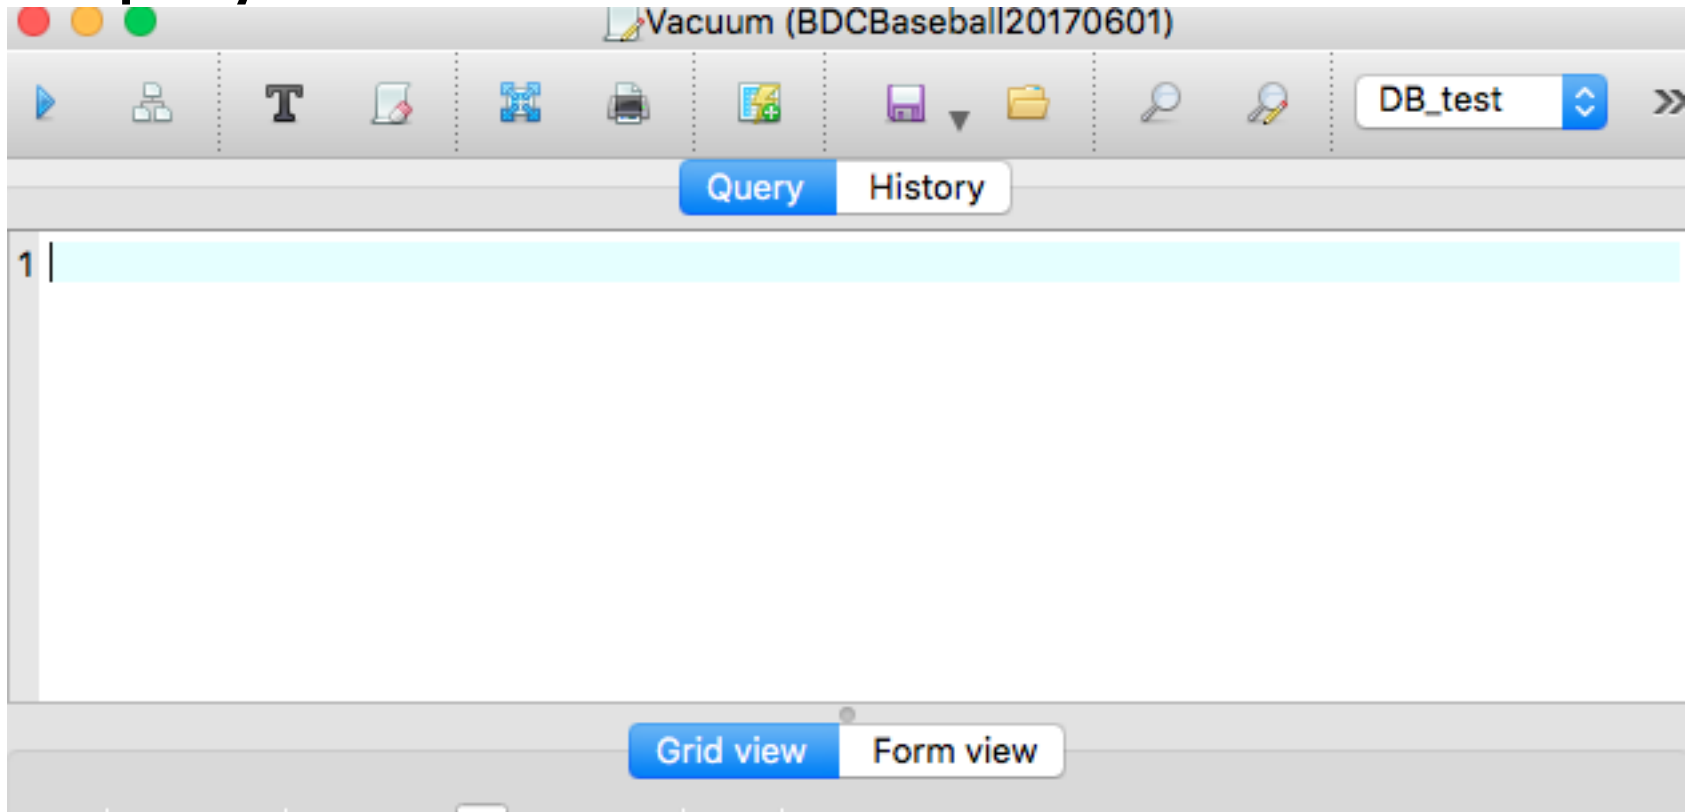 Vacuum (BDCBaseball20170601)
T DB_test
Query History
1
Grid view Form view